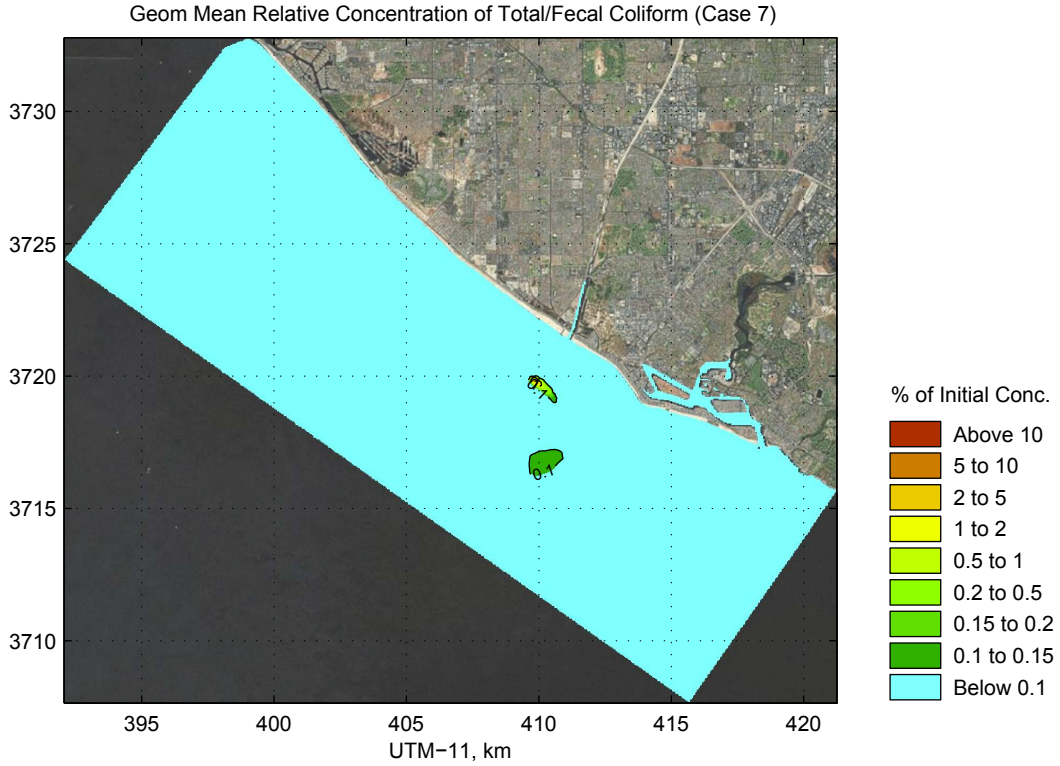 Geom Mean Relative Concentration of Total/Fecal Coliform (Case 7)
3730
3725
3720
3715
3710
0.1
395
400
405
410
415
420
UTM−11, km
% of Initial Conc.
Above 10
5 to 10
2 to 5
1 to 2
0.5 to 1
0.2 to 0.5
0.15 to 0.2
0.1 to 0.15
Below 0.1